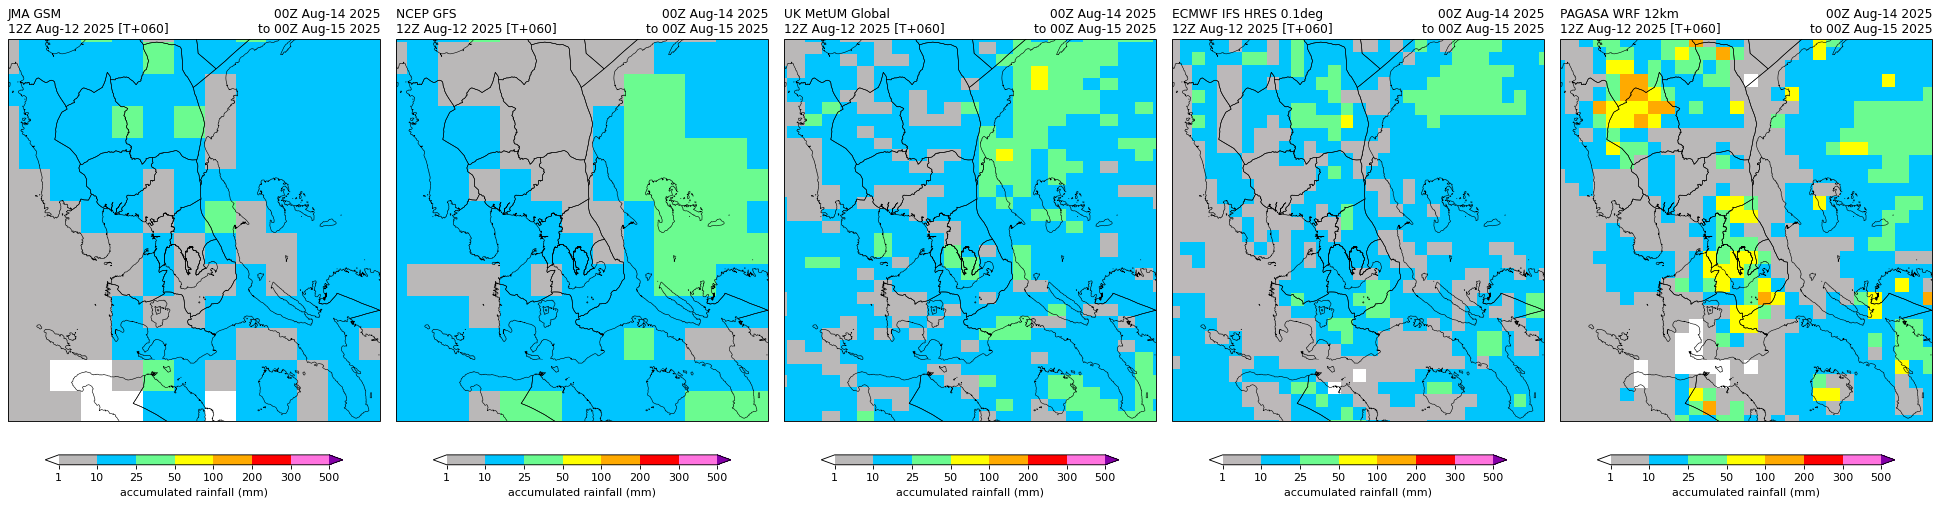 JMA GSM 00Z Aug-14 2025
12Z Aug-12 2025 [T+060] to 00Z Aug-15 2025
1 10 25 50 100 200 300 500
accumulated rainfall (mm)
NCEP GFS 00Z Aug-14 2025
12Z Aug-12 2025 [T+060] to 00Z Aug-15 2025
1 10 25 50 100 200 300 500
accumulated rainfall (mm)
UK MetUM Global 00Z Aug-14 2025
12Z Aug-12 2025 [T+060] to 00Z Aug-15 2025
1 10 25 50 100 200 300 500
accumulated rainfall (mm)
ECMWF IFS HRES 0.1deg 00Z Aug-14 2025
12Z Aug-12 2025 [T+060] to 00Z Aug-15 2025
1 10 25 50 100 200 300 500
accumulated rainfall (mm)
PAGASA WRF 12km 00Z Aug-14 2025
12Z Aug-12 2025 [T+060] to 00Z Aug-15 2025
1 10 25 50 100 200 300 500
accumulated rainfall (mm)